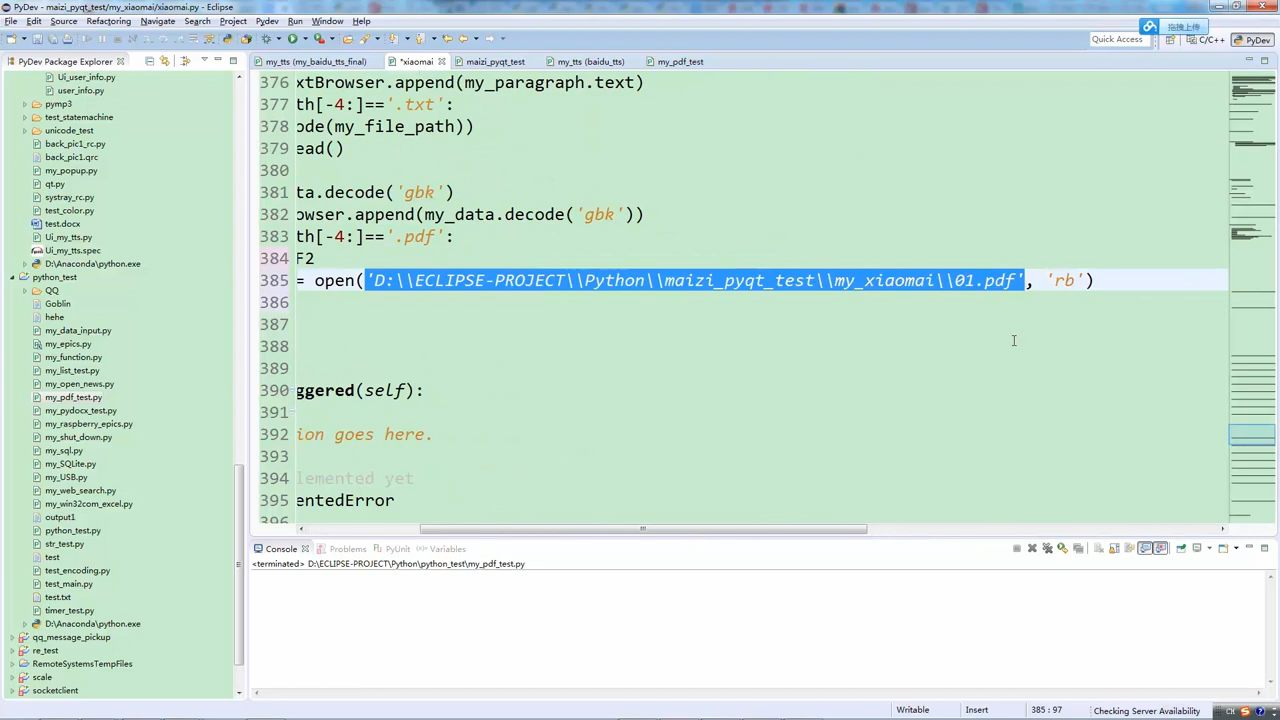 PyDev - maizi_pyqt_test/my_xiaomai/xiaomai.py - Eclipse
File Edit Source Refactoring Navigate Search Project Pydev Run Window Help
拖拽上传
Quick Access
C/C++
PyDev
PyDev Package Explorer
Ui_user_info.py
user_info.py
pymp3
test_statemachine
unicode_test
back_pic1_rc.py
back_pic1.qrc
my_popup.py
qt.py
systray_rc.py
test_color.py
test.docx
Ui_my_tts.py
Ui_my_tts.spec
D:\Anaconda\python.exe
python_test
QQ
Goblin
hehe
my_data_input.py
my_epics.py
my_function.py
my_list_test.py
my_open_news.py
my_pdf_test.py
my_pydocx_test.py
my_raspberry_epics.py
my_shut_down.py
my_sql.py
my_SQLite.py
my_USB.py
my_web_search.py
my_win32com_excel.py
output1
python_test.py
str_test.py
test
test_encoding.py
test_main.py
test.txt
timer_test.py
D:\Anaconda\python.exe
qq_message_pickup
re_test
RemoteSystemsTempFiles
scale
socketclient
my_tts (my_baidu_tts_final)
*xiaomai
maizi_pyqt_test
my_tts (baidu_tts)
my_pdf_test
376 xtBrowser.append(my_paragraph.text)
377 th[-4:]=='.txt':
378 ode(my_file_path))
379 ead()
380
381 ta.decode('gbk')
382 owser.append(my_data.decode('gbk'))
383 th[-4:]=='.pdf':
384 F2
385 = open('D:\\ECLIPSE-PROJECT\\Python\\maizi_pyqt_test\\my_xiaomai\\01.pdf', 'rb')
386
387
388
389
390 ggered(self):
391
392 ion goes here.
393
394 lemented yet
395 entedError
396
Console Problems PyUnit Variables
<terminated> D:\ECLIPSE-PROJECT\Python\python_test\my_pdf_test.py
Writable
Insert
385 : 97
Checking Server Availability
CH